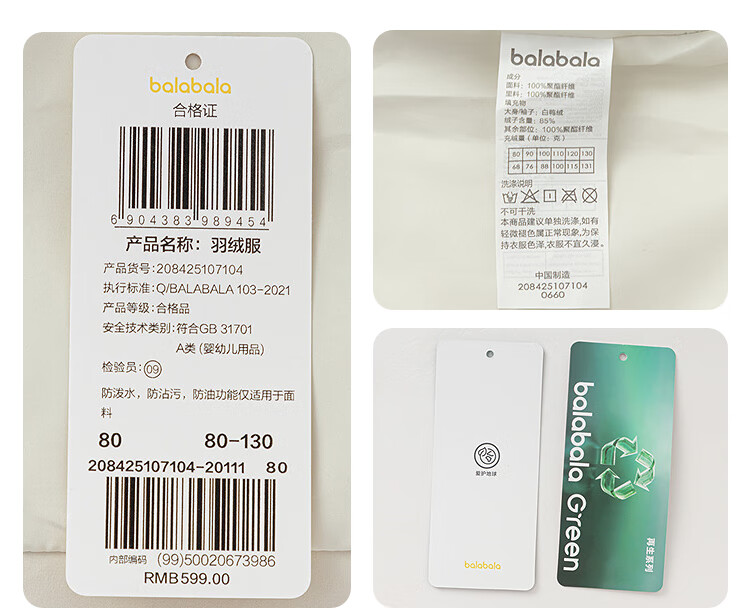 balabala
合格证
6904383989454
产品名称：羽绒服
产品货号:208425107104
执行标准:Q/BALABALA 103-2021
产品等级:合格品
安全技术类别:符合GB 31701
A类 (婴幼儿用品)
检验员:09
防泼水，防沾污，防油功能仅适用于面
料
80 80-130
208425107104-20111 80
内部编码 (99)50020673986
RMB599.00
balabala
成分
面料：100%聚酯纤维
里料：100%聚酯纤维
填充物
大身/袖子：白鸭绒
绒子含量：85%
其余部位：100%聚酯纤维
充绒量（单位：克）
80 90 100 110 120 130
68 76 88 100 115 131
洗涤说明
不可干洗
本商品建议单独洗涤,如有
轻微褪色属正常现象,为保
持衣服色泽,衣服不宜久浸。
中国制造
208425107104
0660
爱护地球
balabala
balabala Green
再生系列